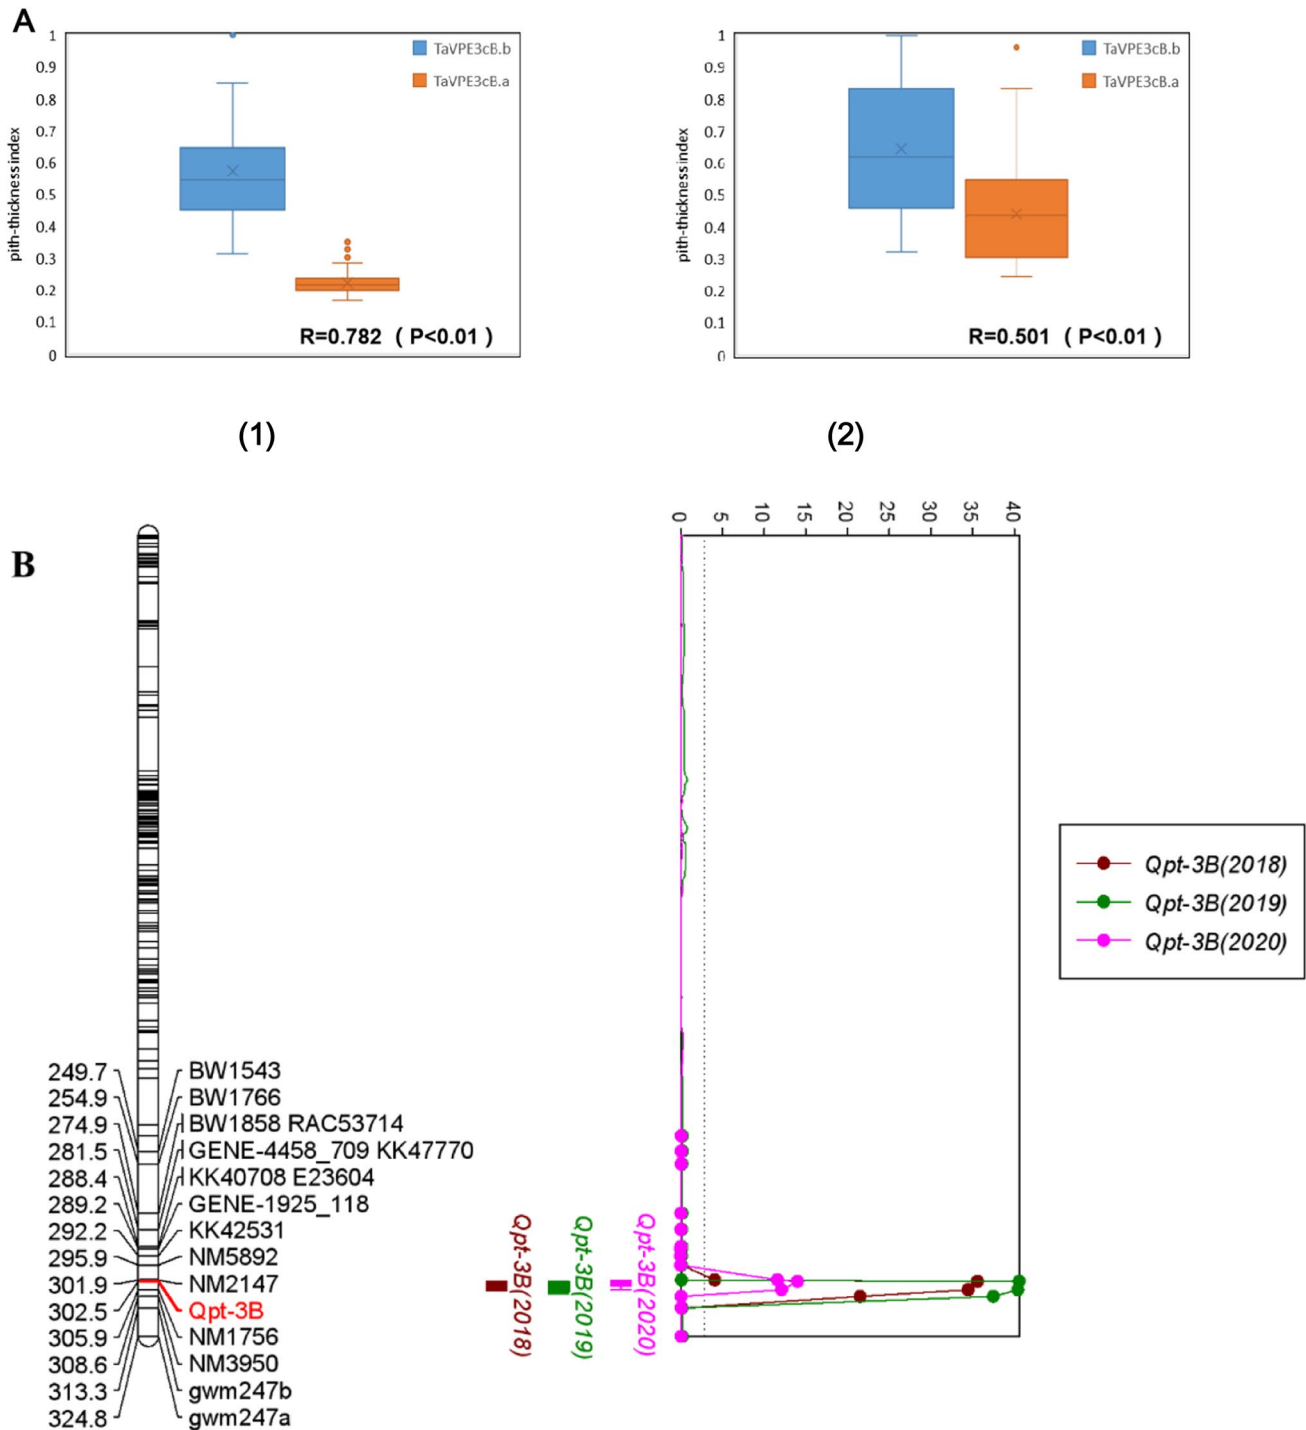 A
1
0.9
0.8
0.7
0.6
0.5
0.4
0.3
0.2
0.1
0
pith-thicknessindex
TaVPE3cB.b
TaVPE3cB.a
R=0.782 ( P<0.01 )
(1)
1
0.9
0.8
0.7
0.6
0.5
0.4
0.3
0.2
0.1
0
pith-thicknessindex
TaVPE3cB.b
TaVPE3cB.a
R=0.501 ( P<0.01 )
(2)
B
249.7 BW1543
254.9 BW1766
274.9 BW1858 RAC53714
281.5 GENE-4458_709 KK47770
288.4 KK40708 E23604
289.2 GENE-1925_118
292.2 KK42531
295.9 NM5892
301.9 NM2147
302.5 Qpt-3B
305.9 NM1756
308.6 NM3950
313.3 gwm247b
324.8 gwm247a
0 5 10 15 20 25 30 35 40
Qpt-3B(2018)
Qpt-3B(2019)
Qpt-3B(2020)
Qpt-3B(2018)
Qpt-3B(2019)
Qpt-3B(2020)